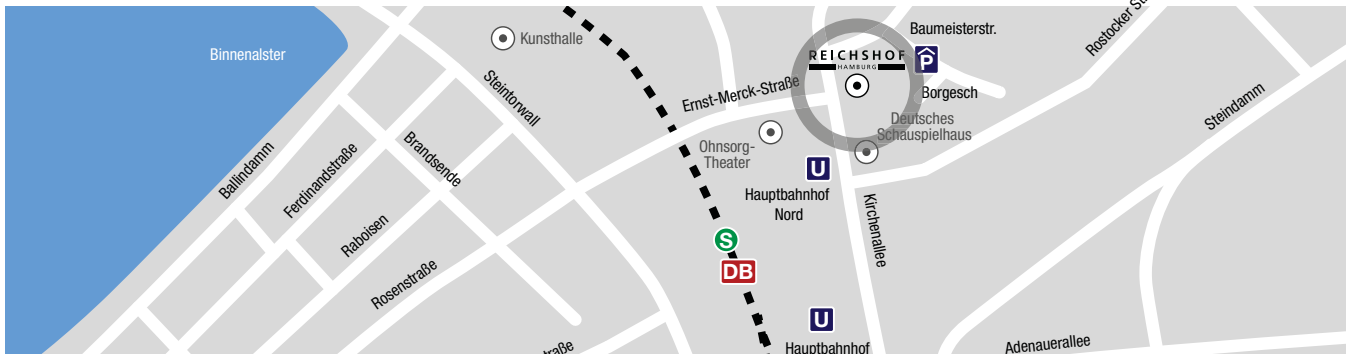 Binnenalster
Kunsthalle
Steintorwall
Ballindamm
Ferdinandstraße
Brandsende
Raboisen
Rosenstraße
Ernst-Merck-Straße
REICHSHOF
HAMBURG
Baumeisterstr.
P
Borgesch
Deutsches
Schauspielhaus
Ohnsorg-
Theater
U
Hauptbahnhof
Nord
Kirchenallee
Rostocker St
Steindamm
S
DB
U
Hauptbahnhof
Adenauerallee
traße